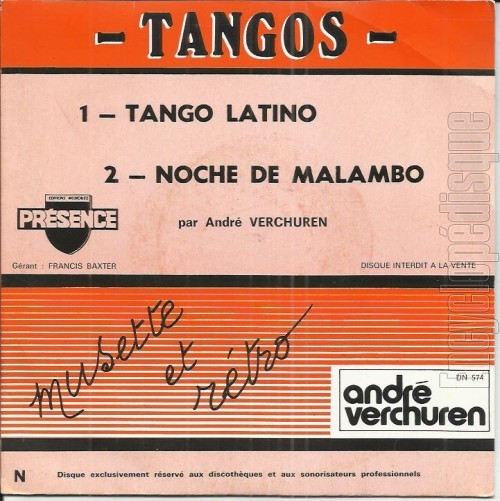 - TANGOS -
1 - TANGO LATINO
2 - NOCHE DE MALAMBO
par André VERCHUREN
EDITIONS MUSICALES
PRÉSENCE
Gérant : FRANCIS BAXTER
DISQUE INTERDIT A LA VENTE
musette
et
rétro
DN 574
andré
verchuren
N
Disque exclusivement réservé aux discothèques et aux sonorisateurs professionnels
encyclopédisque